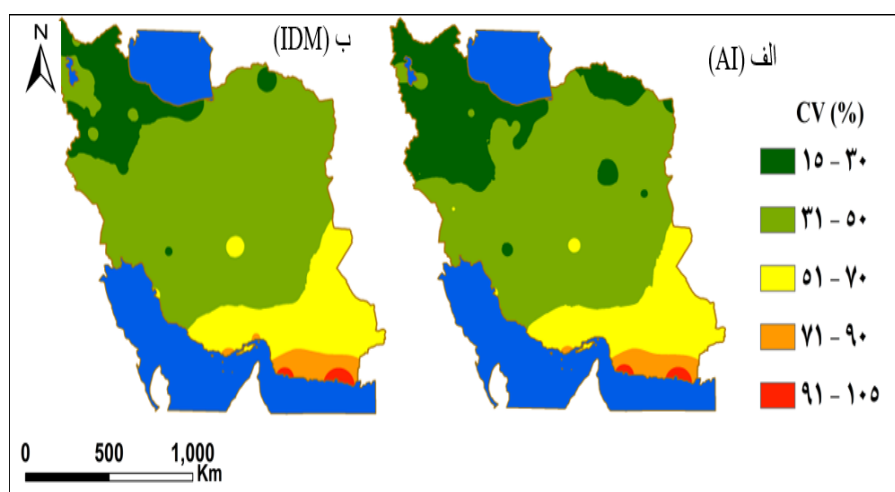 N
ب (IDM)
الف (AI)
CV (%)
۱۵ – ۳۰
۳۱ – ۵۰
۵۱ – ۷۰
۷۱ – ۹۰
۹۱ – ۱۰۵
0 500 1,000
Km